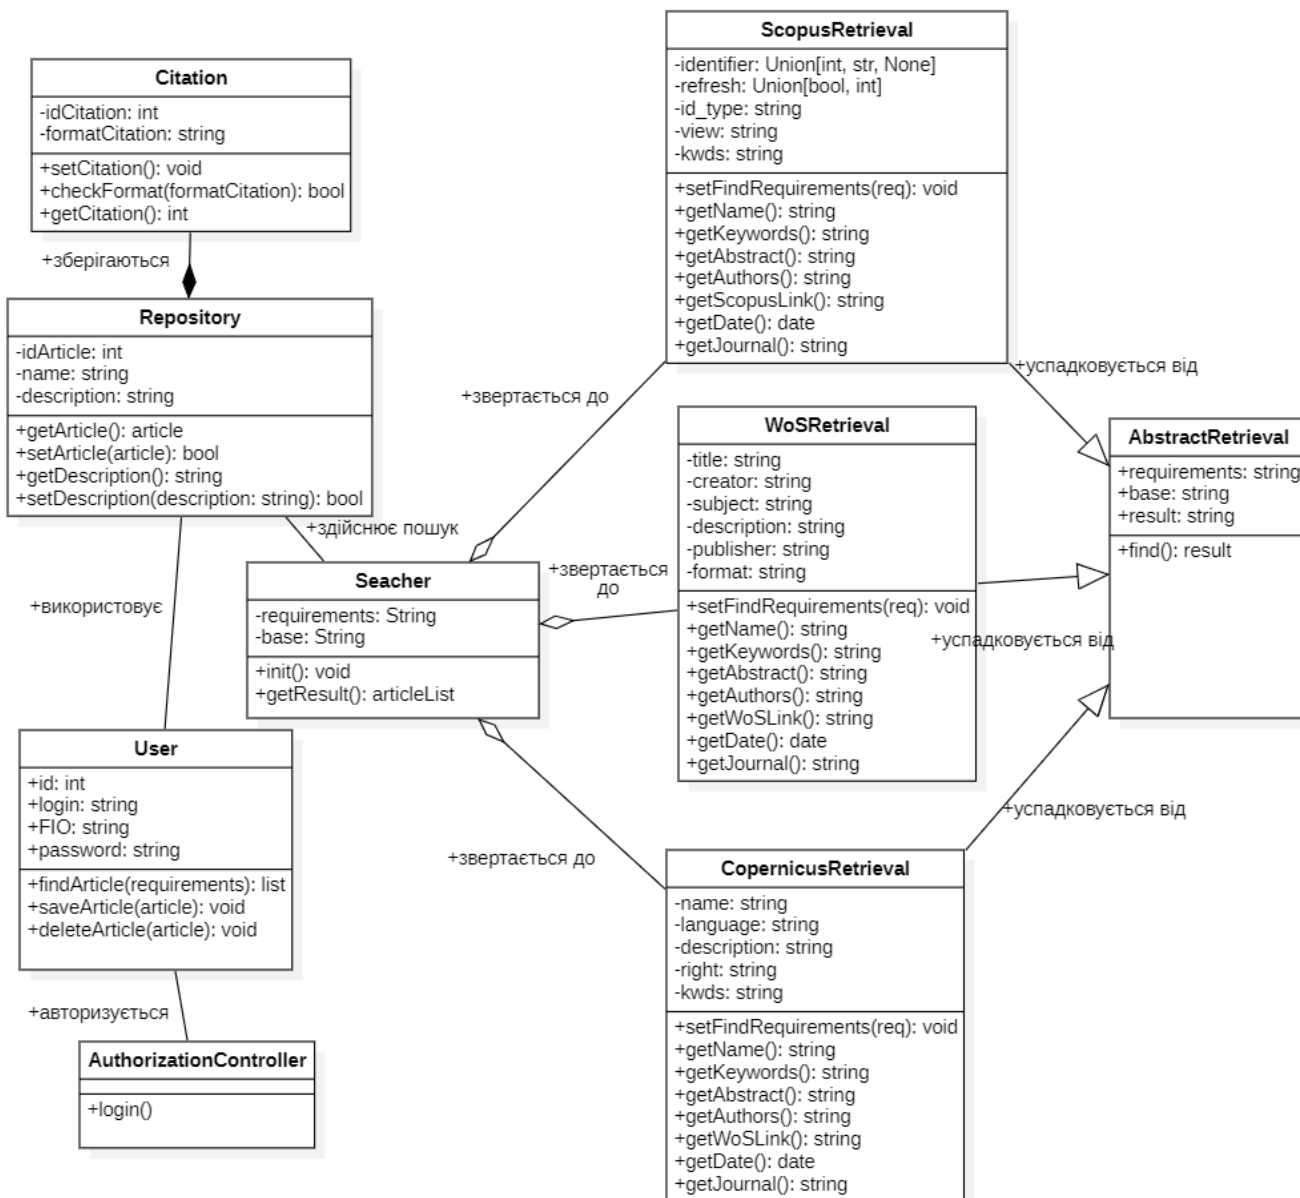 Citation
-idCitation: int
-formatCitation: string
+setCitation(): void
+checkFormat(formatCitation): bool
+getCitation(): int
+зберігаються
Repository
-idArticle: int
-name: string
-description: string
+getArticle(): article
+setArticle(article): bool
+getDescription(): string
+setDescription(description: string): bool
+здійснює пошук
+використовує
Seacher
-requirements: String
-base: String
+init(): void
+getResult(): articleList
User
+id: int
+login: string
+FIO: string
+password: string
+findArticle(requirements): list
+saveArticle(article): void
+deleteArticle(article): void
+авторизується
AuthorizationController
+login()
+звертається до
+звертається
до
+звертається до
ScopusRetrieval
-identifier: Union[int, str, None]
-refresh: Union[bool, int]
-id_type: string
-view: string
-kwds: string
+setFindRequirements(req): void
+getName(): string
+getKeywords(): string
+getAbstract(): string
+getAuthors(): string
+getScopusLink(): string
+getDate(): date
+getJournal(): string
+успадковується від
WoSRetrieval
-title: string
-creator: string
-subject: string
-description: string
-publisher: string
-format: string
+setFindRequirements(req): void
+getName(): string
+getKeywords(): string
+getAbstract(): string
+getAuthors(): string
+getWoSLink(): string
+getDate(): date
+getJournal(): string
+успадковується від
AbstractRetrieval
+requirements: string
+base: string
+result: string
+find(): result
+успадковується від
CopernicusRetrieval
-name: string
-language: string
-description: string
-right: string
-kwds: string
+setFindRequirements(req): void
+getName(): string
+getKeywords(): string
+getAbstract(): string
+getAuthors(): string
+getWoSLink(): string
+getDate(): date
+getJournal(): string